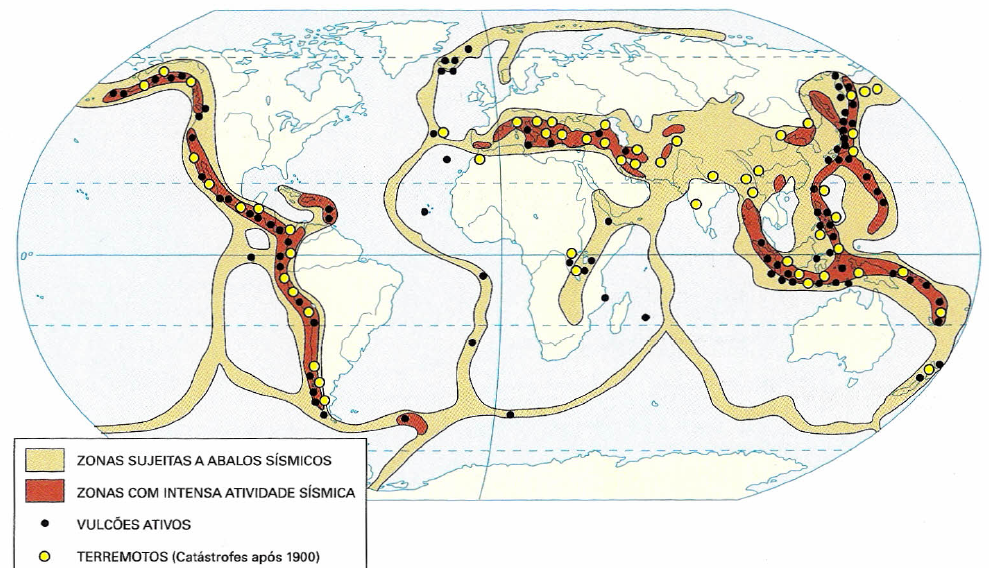 0°
ZONAS SUJEITAS A ABALOS SÍSMICOS
ZONAS COM INTENSA ATIVIDADE SÍSMICA
VULCÕES ATIVOS
TERREMOTOS (Catástrofes após 1900)